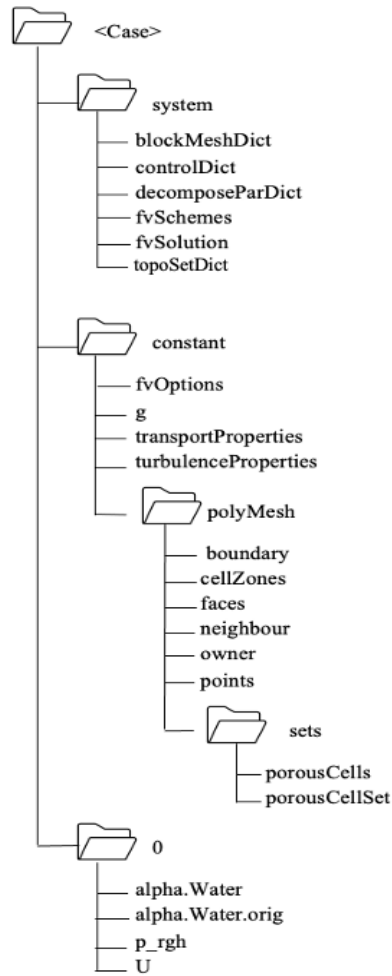 <Case>
system
blockMeshDict
controlDict
decomposeParDict
fvSchemes
fvSolution
topoSetDict
constant
fvOptions
g
transportProperties
turbulenceProperties
polyMesh
boundary
cellZones
faces
neighbour
owner
points
sets
porousCells
porousCellSet
0
alpha.Water
alpha.Water.orig
p_rgh
U